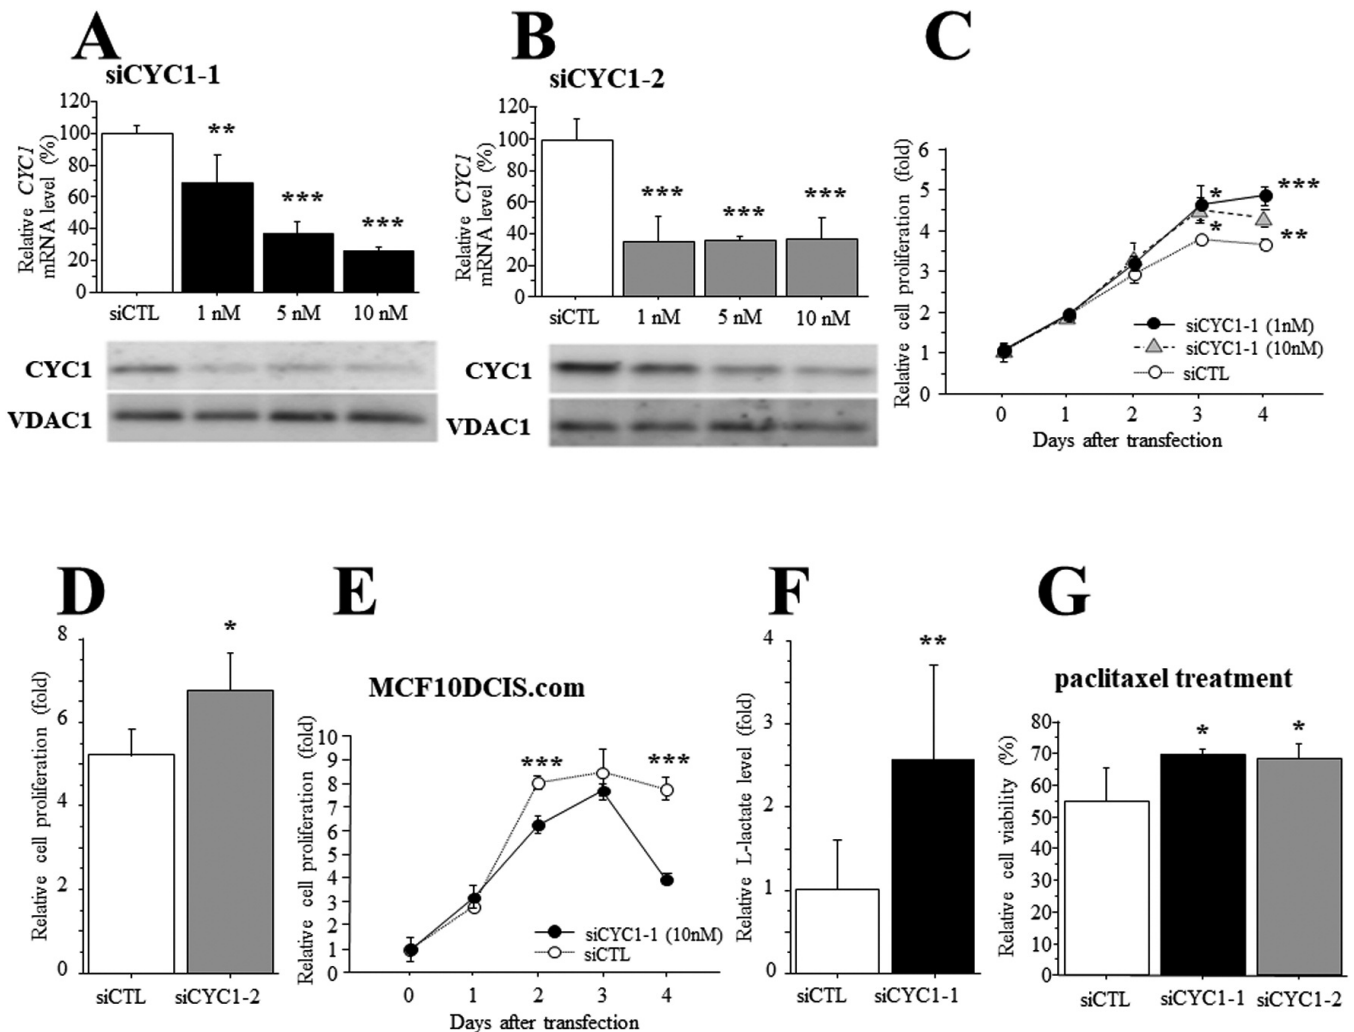 A
siCYC1-1
Relative CYC1
mRNA level (%)
120
100
80
60
40
20
0
**
***
***
siCTL 1 nM 5 nM 10 nM
CYC1
VDAC1
B
siCYC1-2
Relative CYC1
mRNA level (%)
120
100
80
60
40
20
0
***
***
***
siCTL 1 nM 5 nM 10 nM
CYC1
VDAC1
C
Relative cell proliferation (fold)
6
5
4
3
2
1
0
*
***
*
**
siCYC1-1 (1nM)
siCYC1-1 (10nM)
siCTL
0 1 2 3 4
Days after transfection
D
Relative cell proliferation (fold)
8
6
4
2
0
*
siCTL siCYC1-2
E
MCF10DCIS.com
Relative cell proliferation (fold)
10
9
8
7
6
5
4
3
2
1
0
***
***
siCYC1-1 (10nM)
siCTL
0 1 2 3 4
Days after transfection
F
Relative L-lactate level (fold)
4
3
2
1
0
**
siCTL siCYC1-1
G
paclitaxel treatment
Relative cell viability (%)
80
70
60
50
40
30
20
10
0
*
*
siCTL siCYC1-1 siCYC1-2